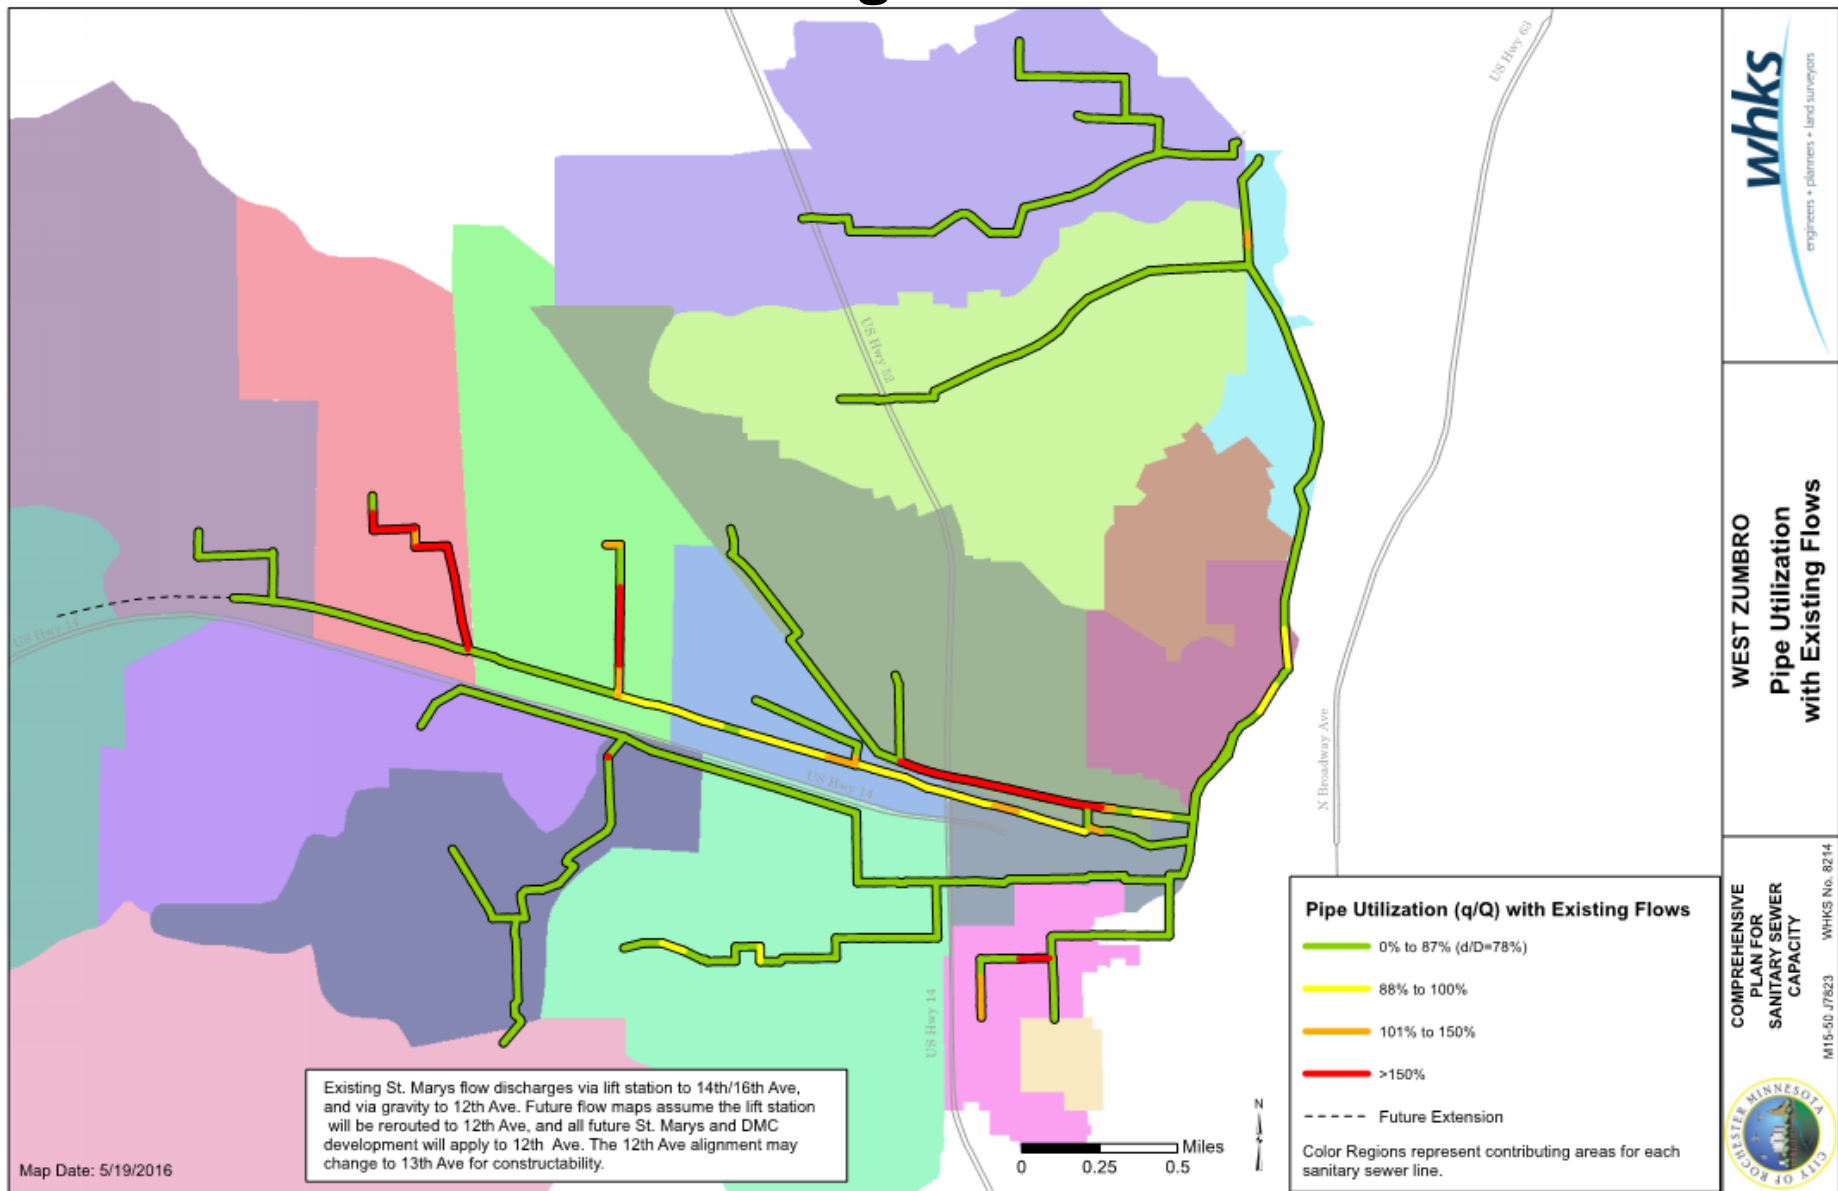 US Hwy 63
US Hwy 52
US Hwy 14
US Hwy 14
US Hwy 14
N Broadway Ave
whks
engineers + planners + land surveyors
WEST ZUMBRO
Pipe Utilization
with Existing Flows
COMPREHENSIVE
PLAN FOR
SANITARY SEWER
CAPACITY
M15-50 J7823 WHKS No. 8214
CITY OF ROCHESTER MINNESOTA
Pipe Utilization (q/Q) with Existing Flows
0% to 87% (d/D=78%)
88% to 100%
101% to 150%
>150%
Future Extension
Color Regions represent contributing areas for each
sanitary sewer line.
N
Miles
0 0.25 0.5
Existing St. Marys flow discharges via lift station to 14th/16th Ave,
and via gravity to 12th Ave. Future flow maps assume the lift station
will be rerouted to 12th Ave, and all future St. Marys and DMC
development will apply to 12th Ave. The 12th Ave alignment may
change to 13th Ave for constructability.
Map Date: 5/19/2016